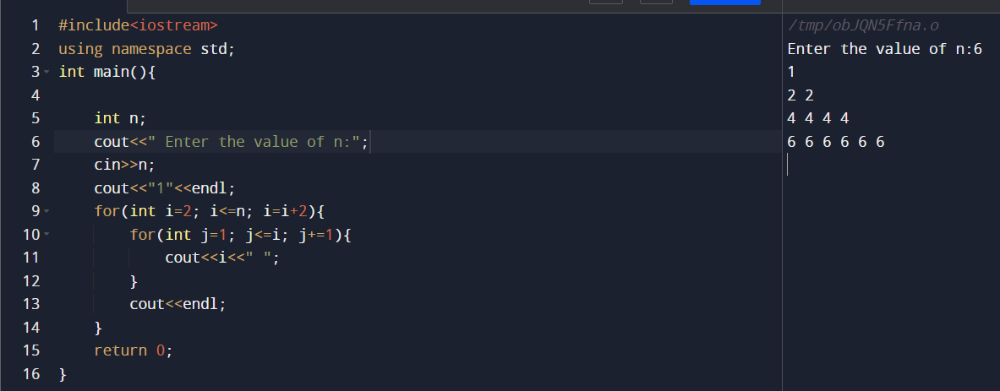 1 #include<iostream>
2 using namespace std;
3 int main(){
4
5     int n;
6     cout<<" Enter the value of n:";
7     cin>>n;
8     cout<<"1"<<endl;
9     for(int i=2; i<=n; i=i+2){
10         for(int j=1; j<=i; j+=1){
11             cout<<i<<" ";
12         }
13         cout<<endl;
14     }
15     return 0;
16 }
/tmp/obJQN5Ffna.o
Enter the value of n:6
1
2 2
4 4 4 4
6 6 6 6 6 6